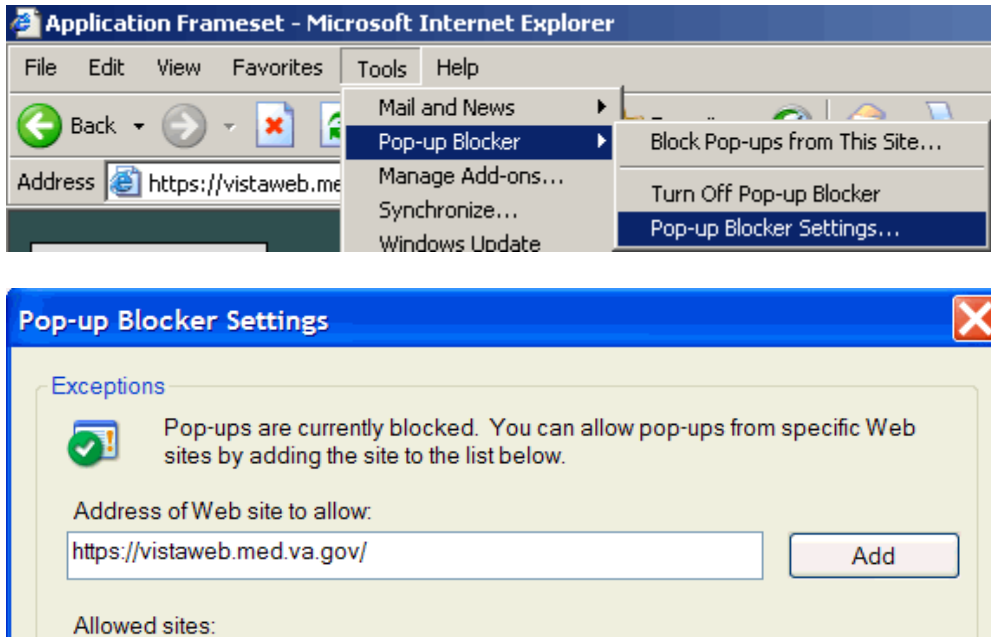 Application Frameset - Microsoft Internet Explorer
File Edit View Favorites Tools Help
Mail and News
Back
Pop-up Blocker
Block Pop-ups from This Site...
Address https://vistaweb.me
Manage Add-ons...
Turn Off Pop-up Blocker
Synchronize...
Pop-up Blocker Settings...
Windows Update
Pop-up Blocker Settings
Exceptions
Pop-ups are currently blocked. You can allow pop-ups from specific Web
sites by adding the site to the list below.
Address of Web site to allow:
https://vistaweb.med.va.gov/ Add
Allowed sites: